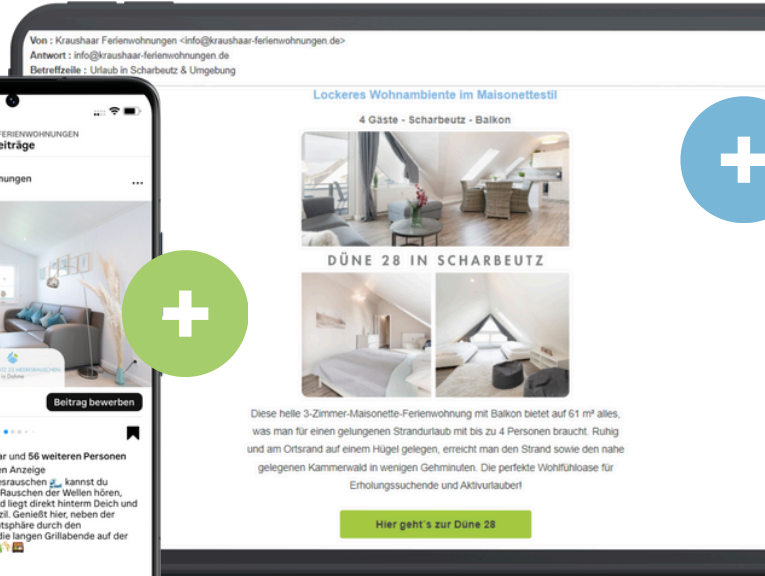 Von : Kraushaar Ferienwohnungen <info@kraushaar-ferienwohnungen.de>
Antwort : info@kraushaar-ferienwohnungen.de
Betreffzeile : Urlaub in Scharbeutz & Umgebung
Lockeres Wohnambiente im Maisonettestil
4 Gäste - Scharbeutz - Balkon
DÜNE 28 IN SCHARBEUTZ
Diese helle 3-Zimmer-Maisonette-Ferienwohnung mit Balkon bietet auf 61 m² alles,
was man für einen gelungenen Strandurlaub mit bis zu 4 Personen braucht. Ruhig
und am Ortsrand auf einem Hügel gelegen, erreicht man den Strand sowie den nahe
gelegenen Kammerwald in wenigen Gehminuten. Die perfekte Wohlfühloase für
Erholungssuchende und Aktivurlauber!
Hier geht´s zur Düne 28
FERIENWOHNUNGEN
eiträge
nungen
in Dahme
Beitrag bewerben
ar und 56 weiteren Personen
en Anzeige
esrauschen 🌊 kannst du
Rauschen der Wellen hören,
d liegt direkt hinterm Deich und
zil. Genießt hier, neben der
tsphäre durch den
die langen Grillabende auf der